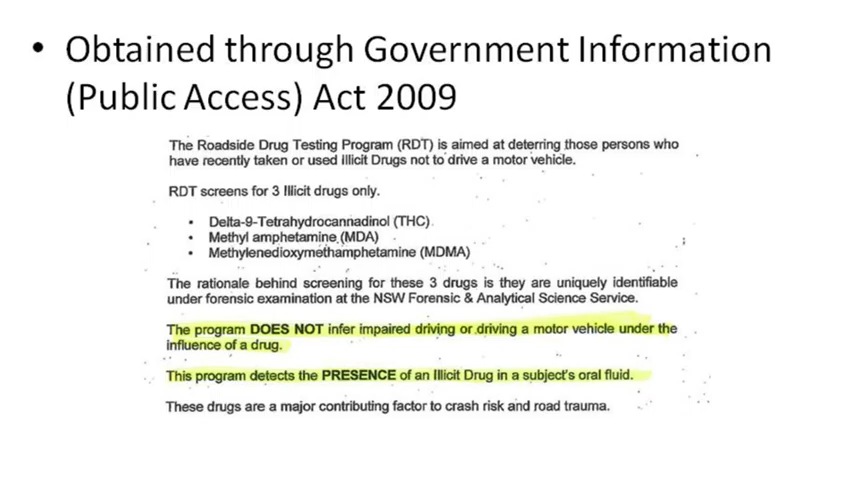 • Obtained through Government Information
(Public Access) Act 2009
The Roadside Drug Testing Program (RDT) is aimed at deterring those persons who
have recently taken or used Illicit Drugs not to drive a motor vehicle.
RDT screens for 3 Illicit drugs only.
• Delta-9-Tetrahydrocannadinol (THC)
• Methyl amphetamine (MDA)
• Methylenedioxymethamphetamine (MDMA)
The rationale behind screening for these 3 drugs is they are uniquely identifiable
under forensic examination at the NSW Forensic & Analytical Science Service.
The program DOES NOT infer impaired driving or driving a motor vehicle under the
influence of a drug.
This program detects the PRESENCE of an Illicit Drug in a subject's oral fluid.
These drugs are a major contributing factor to crash risk and road trauma.